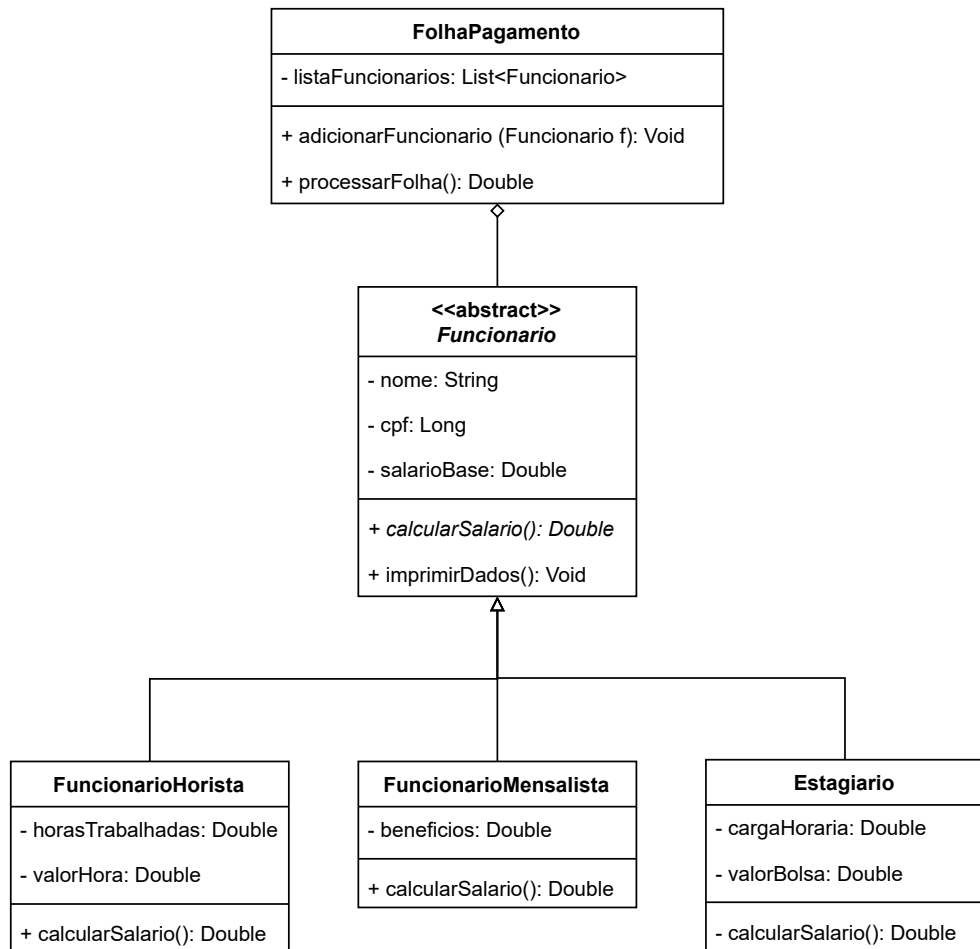 FolhaPagamento
- listaFuncionarios: List<Funcionario>
+ adicionarFuncionario (Funcionario f): Void
+ processarFolha(): Double
<<abstract>>
Funcionario
- nome: String
- cpf: Long
- salarioBase: Double
+ calcularSalario(): Double
+ imprimirDados(): Void
FuncionarioHorista
- horasTrabalhadas: Double
- valorHora: Double
+ calcularSalario(): Double
FuncionarioMensalista
- beneficios: Double
+ calcularSalario(): Double
Estagiario
- cargaHoraria: Double
- valorBolsa: Double
- calcularSalario(): Double